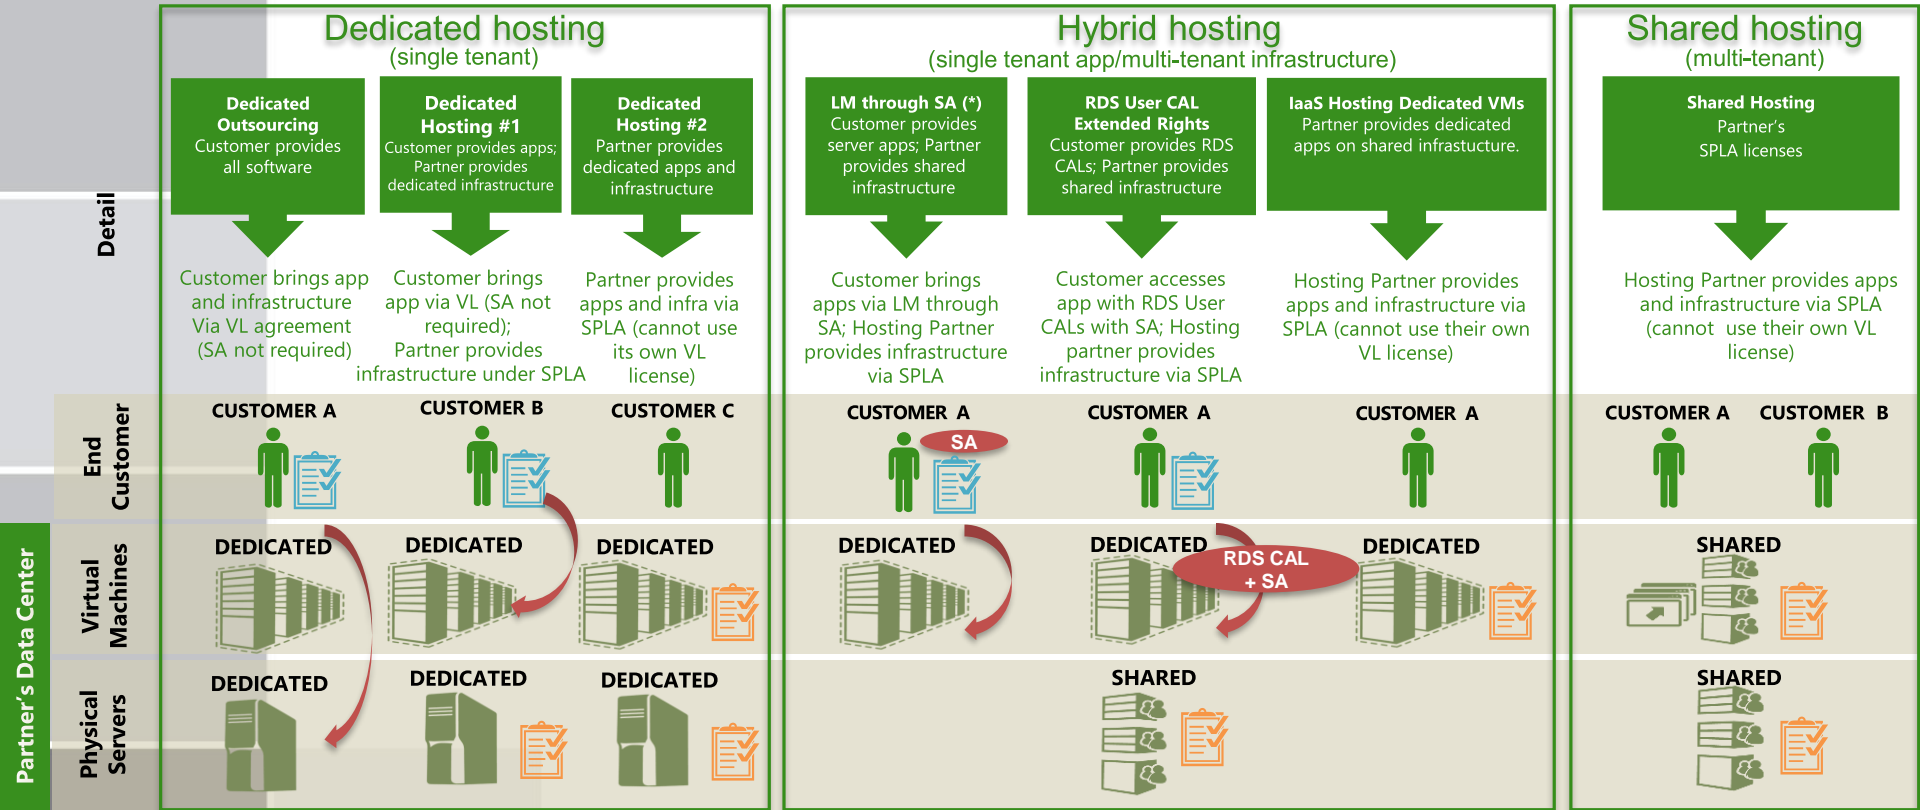 Dedicated hosting
(single tenant)
Hybrid hosting
(single tenant app/multi-tenant infrastructure)
Shared hosting
(multi-tenant)
Dedicated
Outsourcing
Customer provides
all software
Dedicated
Hosting #1
Customer provides apps;
Partner provides
dedicated infrastructure
Dedicated
Hosting #2
Partner provides
dedicated apps and
infrastructure
LM through SA (*)
Customer provides
server apps; Partner
provides shared
infrastructure
RDS User CAL
Extended Rights
Customer provides RDS
CALs; Partner provides
shared infrastructure
IaaS Hosting Dedicated VMs
Partner provides dedicated
apps on shared infrastucture.
Shared Hosting
Partner's
SPLA licenses
Detail
Customer brings app
and infrastructure
Via VL agreement
(SA not required)
Customer brings
app via VL (SA not
required);
Partner provides
infrastructure under SPLA
Partner provides
apps and infra via
SPLA (cannot use
its own VL
license)
Customer brings
apps via LM through
SA; Hosting Partner
provides infrastructure
via SPLA
Customer accesses
app with RDS User
CALs with SA; Hosting
partner provides
infrastructure via SPLA
Hosting Partner provides
apps and infrastructure via
SPLA (cannot use their own
VL license)
Hosting Partner provides apps
and infrastructure via SPLA
(cannot use their own VL
license)
End
Customer
CUSTOMER A
CUSTOMER B
CUSTOMER C
CUSTOMER A
SA
CUSTOMER A
CUSTOMER A
CUSTOMER A
CUSTOMER B
Partner's Data Center
Virtual
Machines
DEDICATED
DEDICATED
DEDICATED
DEDICATED
DEDICATED
RDS CAL
+ SA
DEDICATED
SHARED
Physical
Servers
DEDICATED
DEDICATED
DEDICATED
SHARED
SHARED